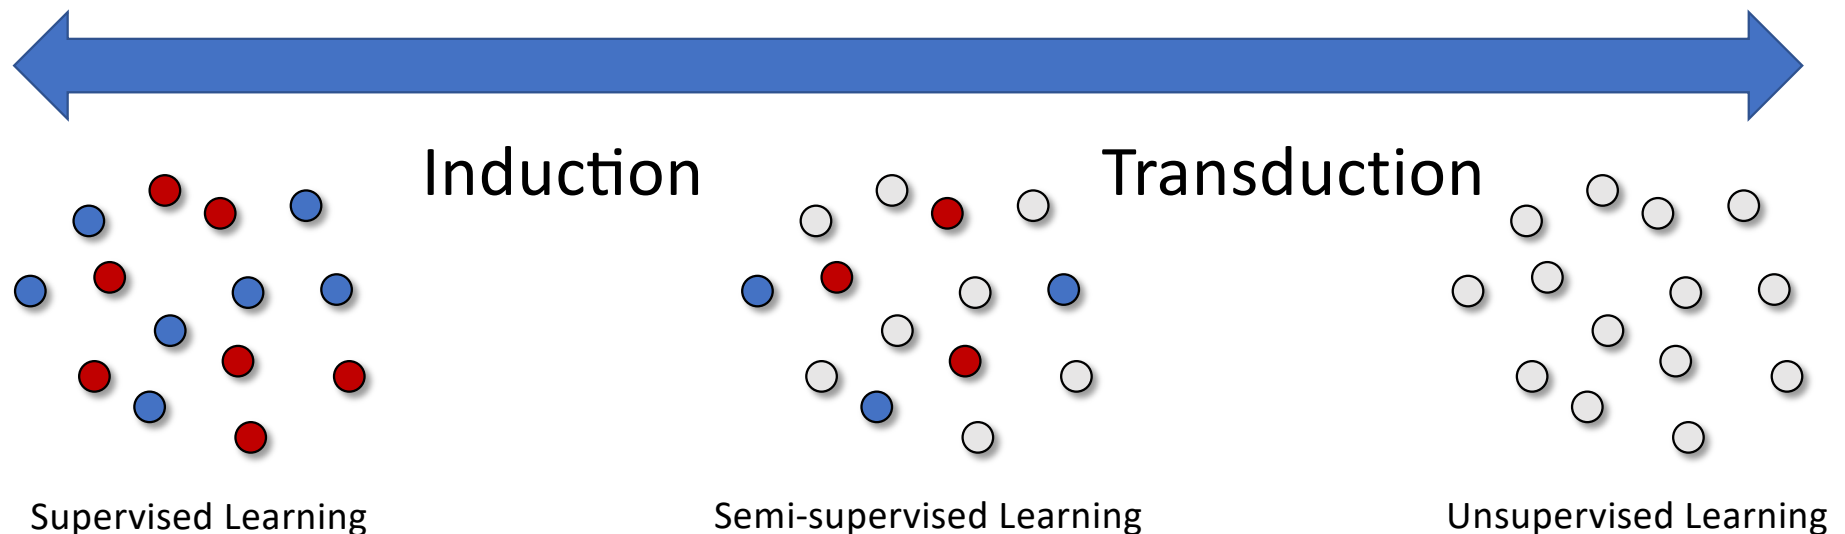 Induction
Transduction
Supervised Learning
Semi-supervised Learning
Unsupervised Learning